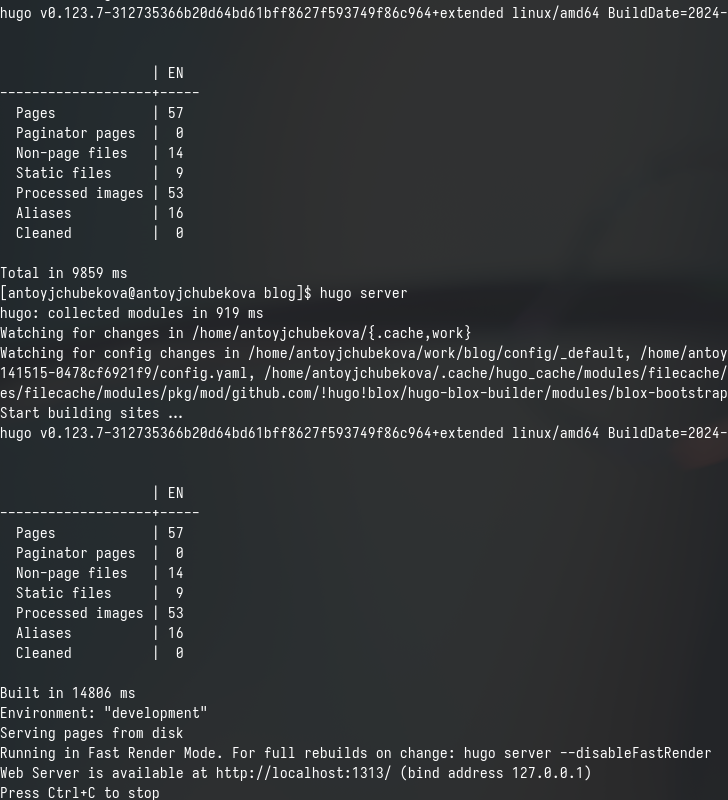 hugo v0.123.7-312735366b20d64bd61bff8627f593749f86c964+extended linux/amd64 BuildDate=2024-
| EN
-------------------+-----
Pages | 57
Paginator pages | 0
Non-page files | 14
Static files | 9
Processed images | 53
Aliases | 16
Cleaned | 0
Total in 9859 ms
[antoyjchubekova@antoyjchubekova blog]$ hugo server
hugo: collected modules in 919 ms
Watching for changes in /home/antoyjchubekova/{.cache,work}
Watching for config changes in /home/antoyjchubekova/work/blog/config/_default, /home/antoy
141515-0478cf6921f9/config.yaml, /home/antoyjchubekova/.cache/hugo_cache/modules/filecache/
es/filecache/modules/pkg/mod/github.com/!hugo!blox/hugo-blox-builder/modules/blox-bootstrap
Start building sites …
hugo v0.123.7-312735366b20d64bd61bff8627f593749f86c964+extended linux/amd64 BuildDate=2024-
| EN
-------------------+-----
Pages | 57
Paginator pages | 0
Non-page files | 14
Static files | 9
Processed images | 53
Aliases | 16
Cleaned | 0
Built in 14806 ms
Environment: "development"
Serving pages from disk
Running in Fast Render Mode. For full rebuilds on change: hugo server --disableFastRender
Web Server is available at http://localhost:1313/ (bind address 127.0.0.1)
Press Ctrl+C to stop